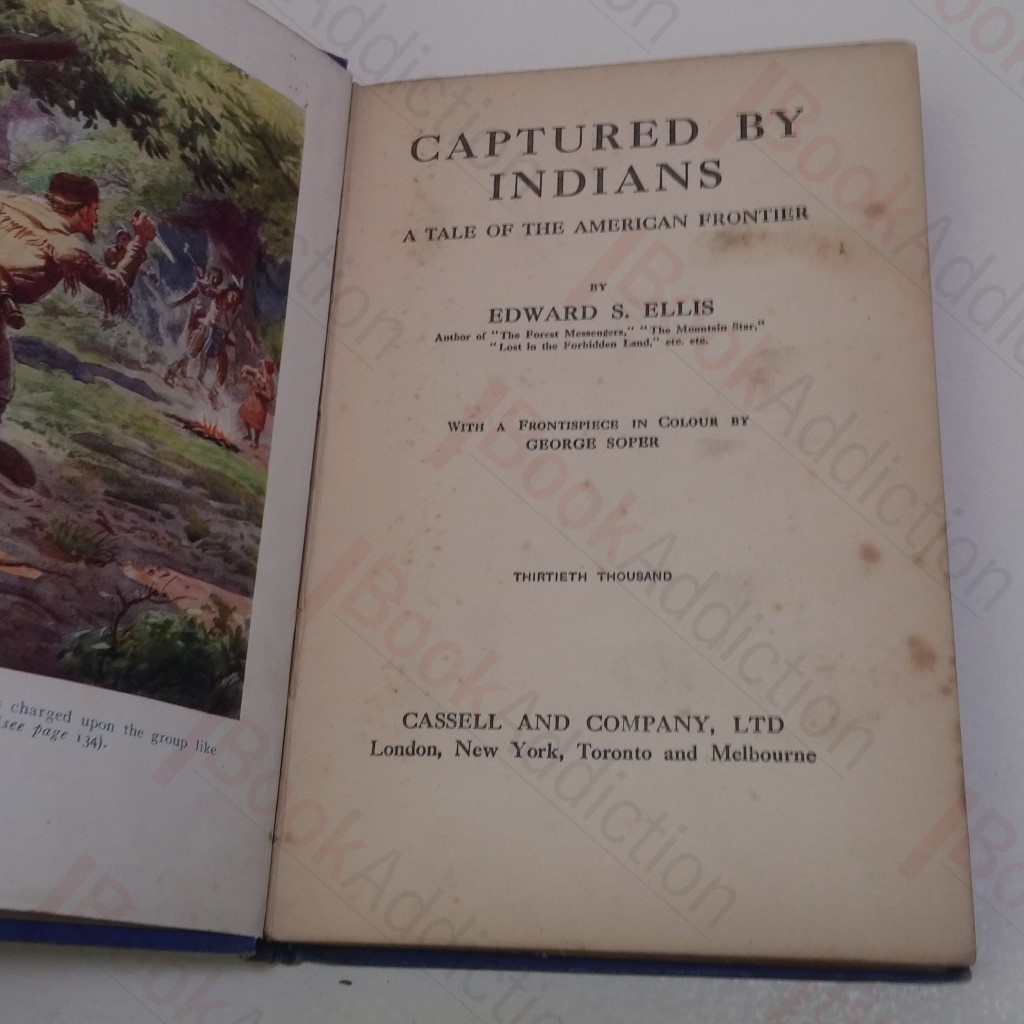 s charged upon the group like
(see page 134).
CAPTURED BY
INDIANS
A TALE OF THE AMERICAN FRONTIER
BY
EDWARD S. ELLIS
Author of "The Forest Messengers," "The Mountain Star,"
"Lost in the Forbidden Land," etc. etc.
WITH A FRONTISPIECE IN COLOUR BY
GEORGE SOPER
THIRTIETH THOUSAND
CASSELL AND COMPANY, LTD
London, New York, Toronto and Melbourne
BookAddiction